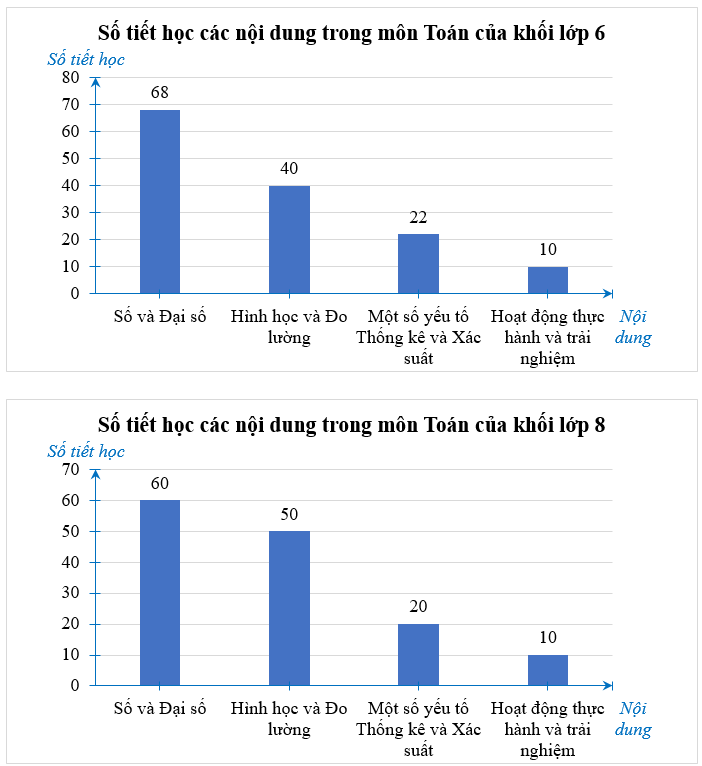 Số tiết học các nội dung trong môn Toán của khối lớp 6
Số tiết học
80
70
60
50
40
30
20
10
0
68
40
22
10
Số và Đại số
Hình học và Đo
lường
Một số yếu tố
Thống kê và Xác
suất
Hoạt động thực
hành và trải
nghiệm
Nội
dung
Số tiết học các nội dung trong môn Toán của khối lớp 8
Số tiết học
70
60
50
40
30
20
10
0
60
50
20
10
Số và Đại số
Hình học và Đo
lường
Một số yếu tố
Thống kê và Xác
suất
Hoạt động thực
hành và trải
nghiệm
Nội
dung